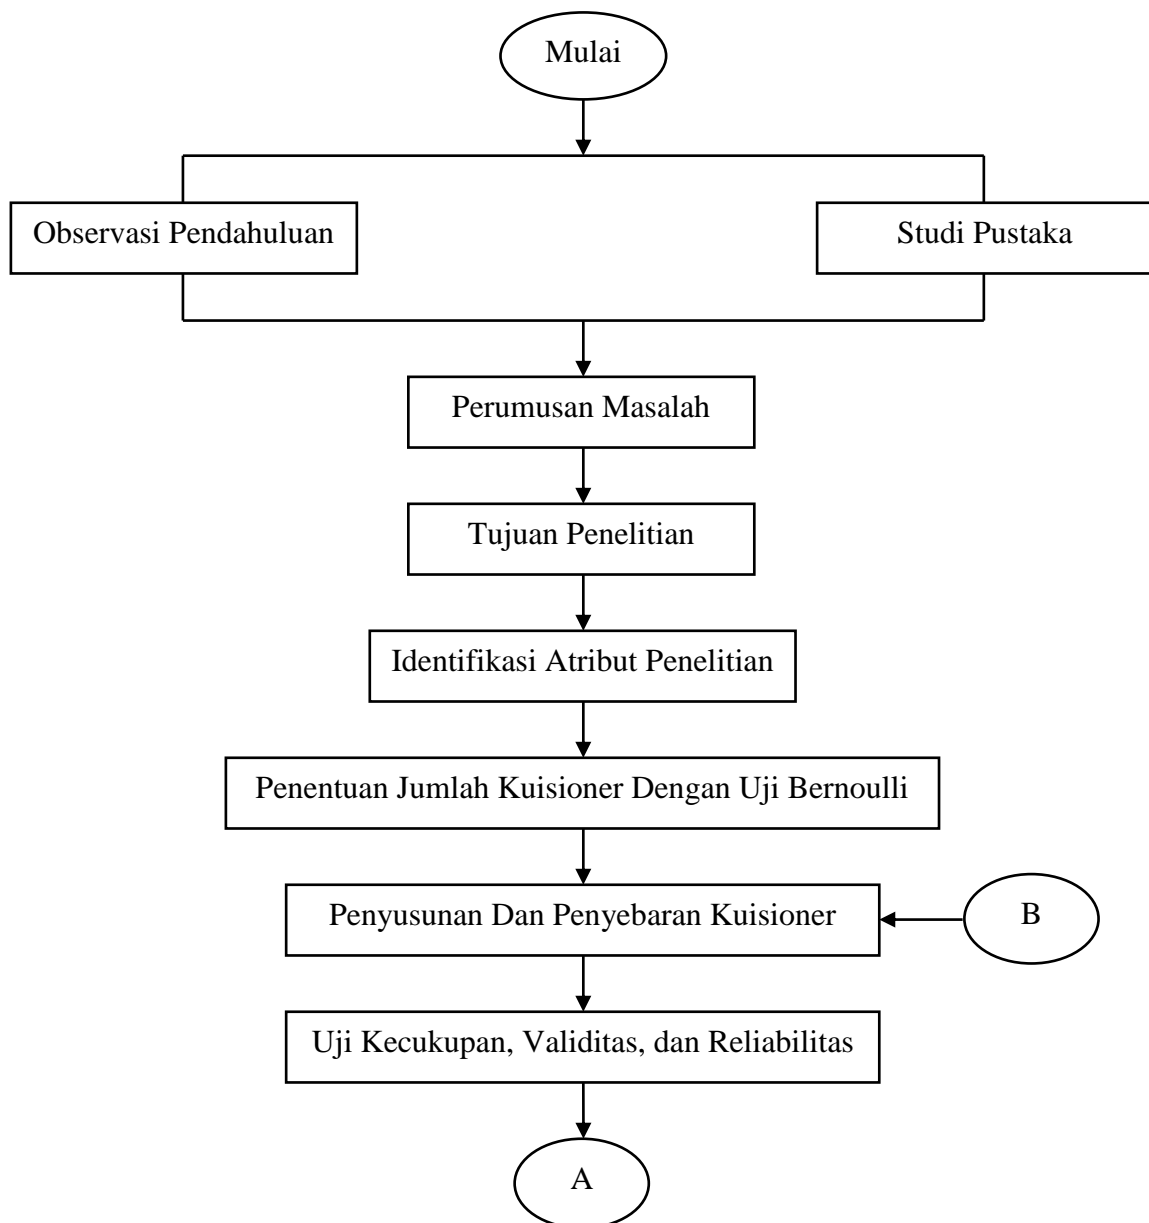 Mulai
Observasi Pendahuluan
Studi Pustaka
Perumusan Masalah
Tujuan Penelitian
Identifikasi Atribut Penelitian
Penentuan Jumlah Kuisioner Dengan Uji Bernoulli
Penyusunan Dan Penyebaran Kuisioner
B
Uji Kecukupan, Validitas, dan Reliabilitas
A